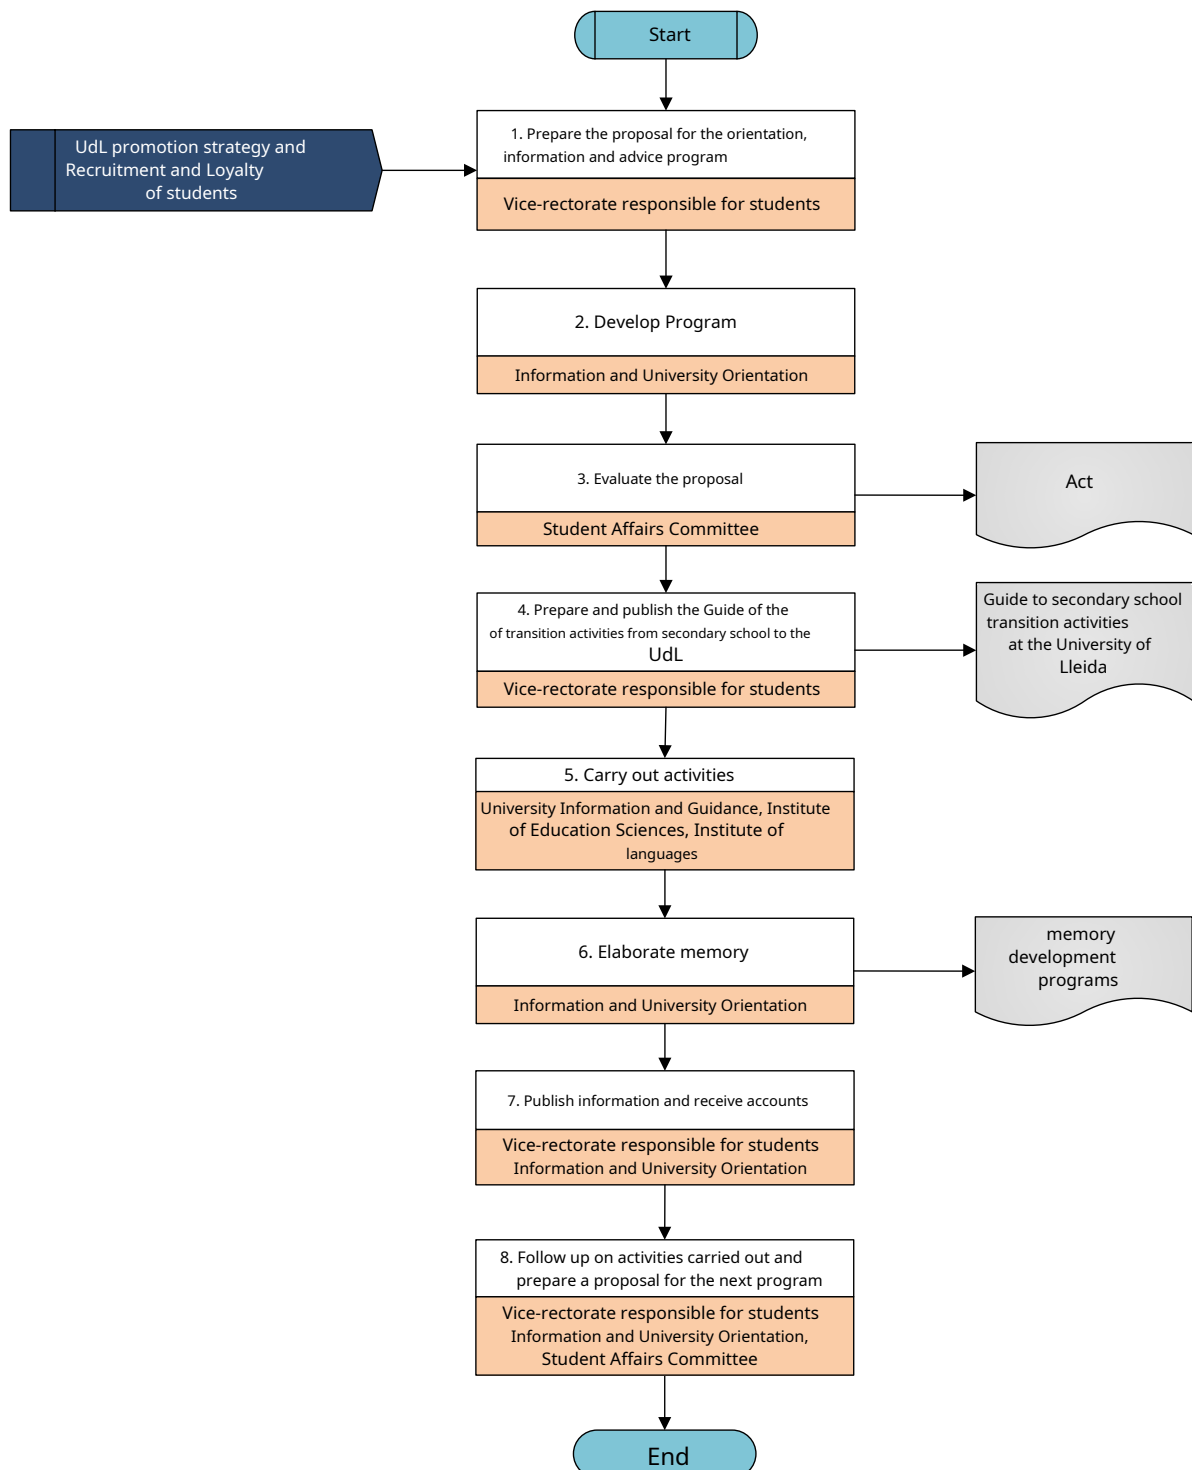 Start
1. Prepare the proposal for the orientation,
information and advice program
Vice-rectorate responsible for students
UdL promotion strategy and
Recruitment and Loyalty
of students
2. Develop Program
Information and University Orientation
3. Evaluate the proposal
Student Affairs Committee
Act
4. Prepare and publish the Guide of the
of transition activities from secondary school to the
UdL
Vice-rectorate responsible for students
Guide to secondary school
transition activities
at the University of
Lleida
5. Carry out activities
University Information and Guidance, Institute
of Education Sciences, Institute of
languages
6. Elaborate memory
Information and University Orientation
memory
development
programs
7. Publish information and receive accounts
Vice-rectorate responsible for students
Information and University Orientation
8. Follow up on activities carried out and
prepare a proposal for the next program
Vice-rectorate responsible for students
Information and University Orientation,
Student Affairs Committee
End